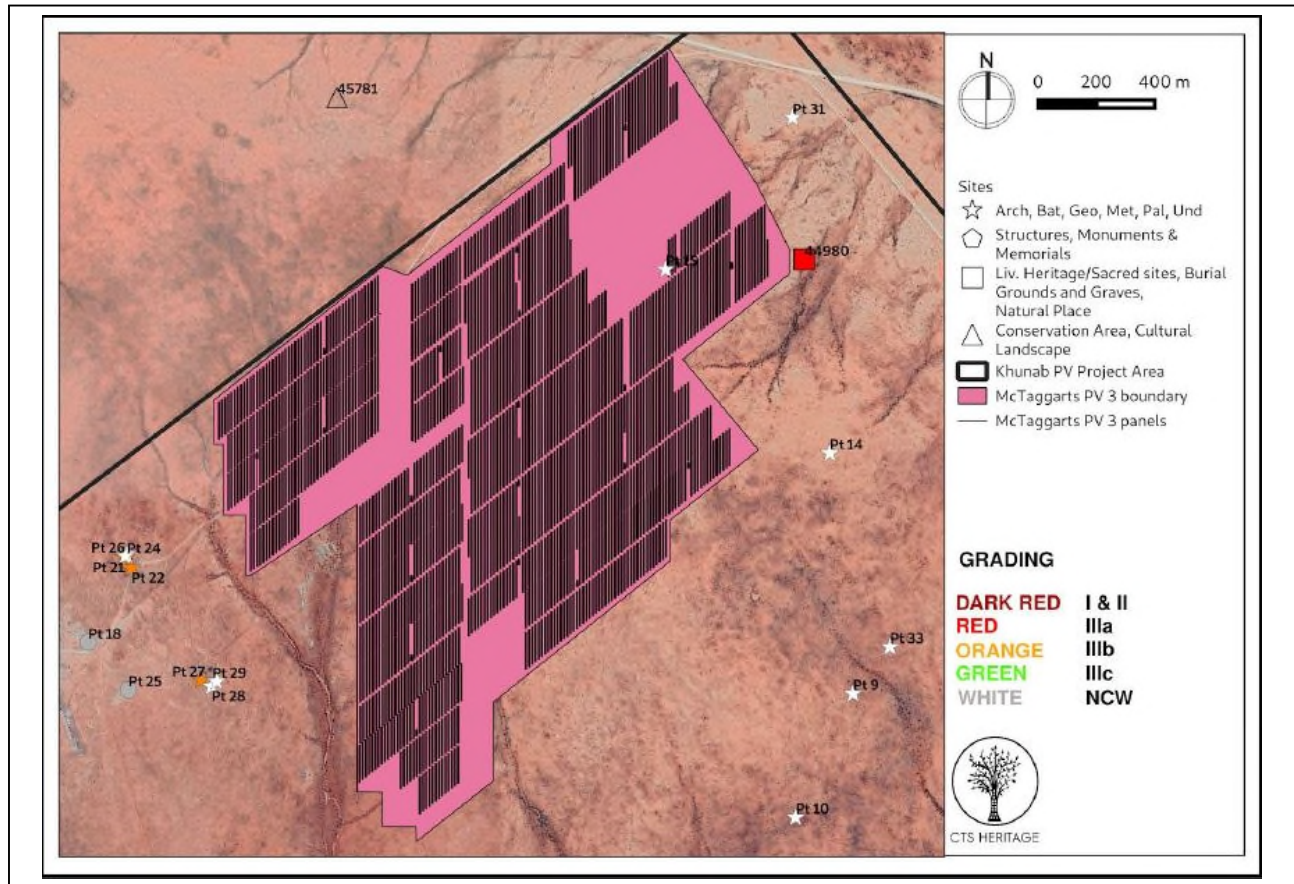 45781
Pt 31
44980
Pt 14
Pt 26
Pt 24
Pt 21
Pt 22
Pt 18
Pt 25
Pt 27
Pt 29
Pt 28
Pt 33
Pt 9
Pt 10
N
0 200 400 m
Sites
Arch, Bat, Geo, Met, Pal, Und
Structures, Monuments &
Memorials
Liv. Heritage/Sacred sites, Burial
Grounds and Graves,
Natural Place
Conservation Area, Cultural
Landscape
Khunab PV Project Area
McTaggarts PV 3 boundary
McTaggarts PV 3 panels
GRADING
DARK RED I & II
RED IIIa
ORANGE IIIb
GREEN IIIc
WHITE NCW
CTS HERITAGE